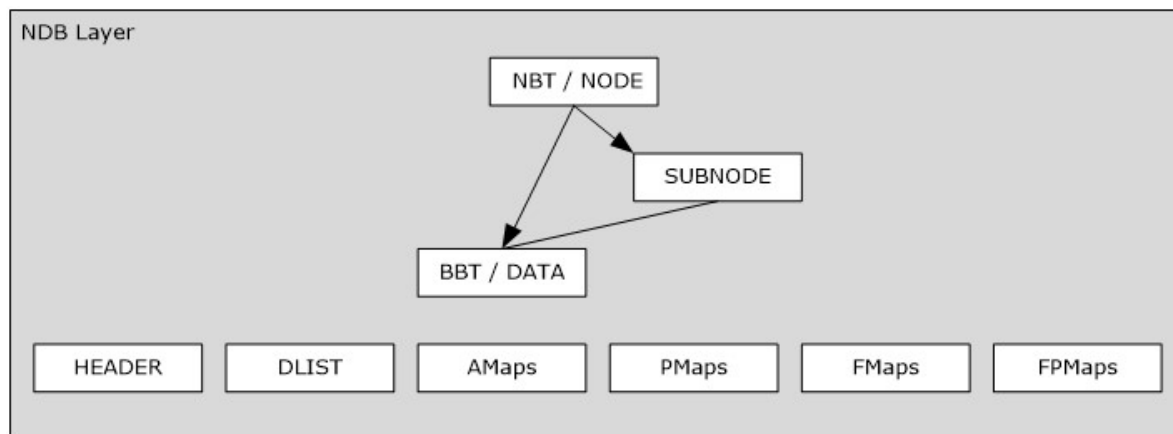 NDB Layer
NBT / NODE
SUBNODE
BBT / DATA
HEADER
DLIST
AMaps
PMaps
FMaps
FPMaps